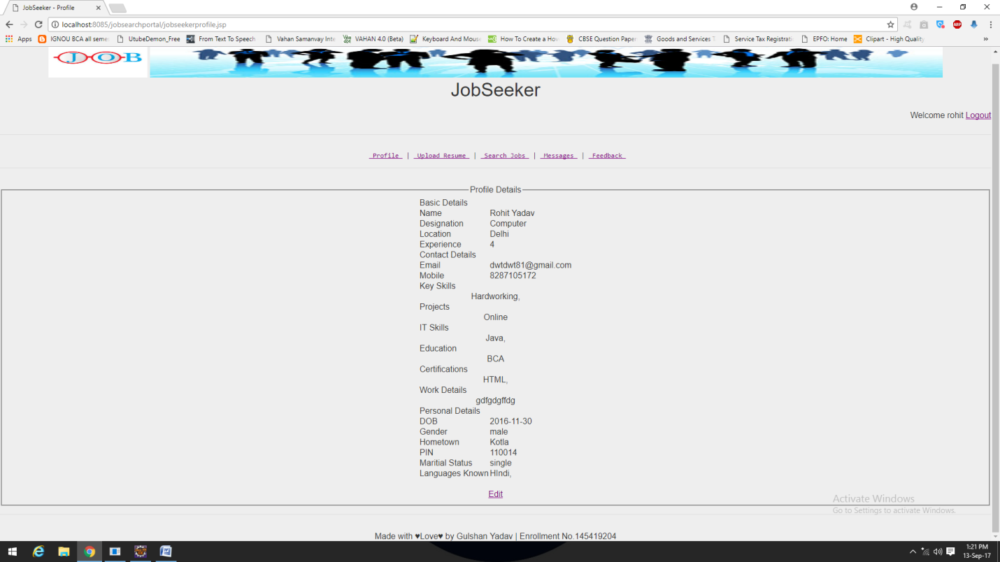 JobSeeker - Profile
localhost:8085/jobsearchportal/jobseekerprofile.jsp
Apps IGNOU BCA all semes UtubeDemon_Free From Text To Speech Vahan Samanvay Inte VAHAN 4.0 (Beta) Keyboard And Mouse How To Create a Hov CBSE Question Paper Goods and Services T Service Tax Registrati EPFO: Home Clipart - High Quality »
JOB
JobSeeker
Welcome rohit Logout
Profile | Upload Resume | Search Jobs | Messages | Feedback
Profile Details
Basic Details
Name Rohit Yadav
Designation Computer
Location Delhi
Experience 4
Contact Details
Email dwtdwt81@gmail.com
Mobile 8287105172
Key Skills
Hardworking,
Projects
Online
IT Skills
Java,
Education
BCA
Certifications
HTML,
Work Details
gdfgdgffdg
Personal Details
DOB 2016-11-30
Gender male
Hometown Kotla
PIN 110014
Maritial Status single
Languages Known HIndi,
Edit
Activate Windows
Go to Settings to activate Windows.
Made with ♥Love♥ by Gulshan Yadav | Enrollment No.145419204
1:21 PM
13-Sep-17